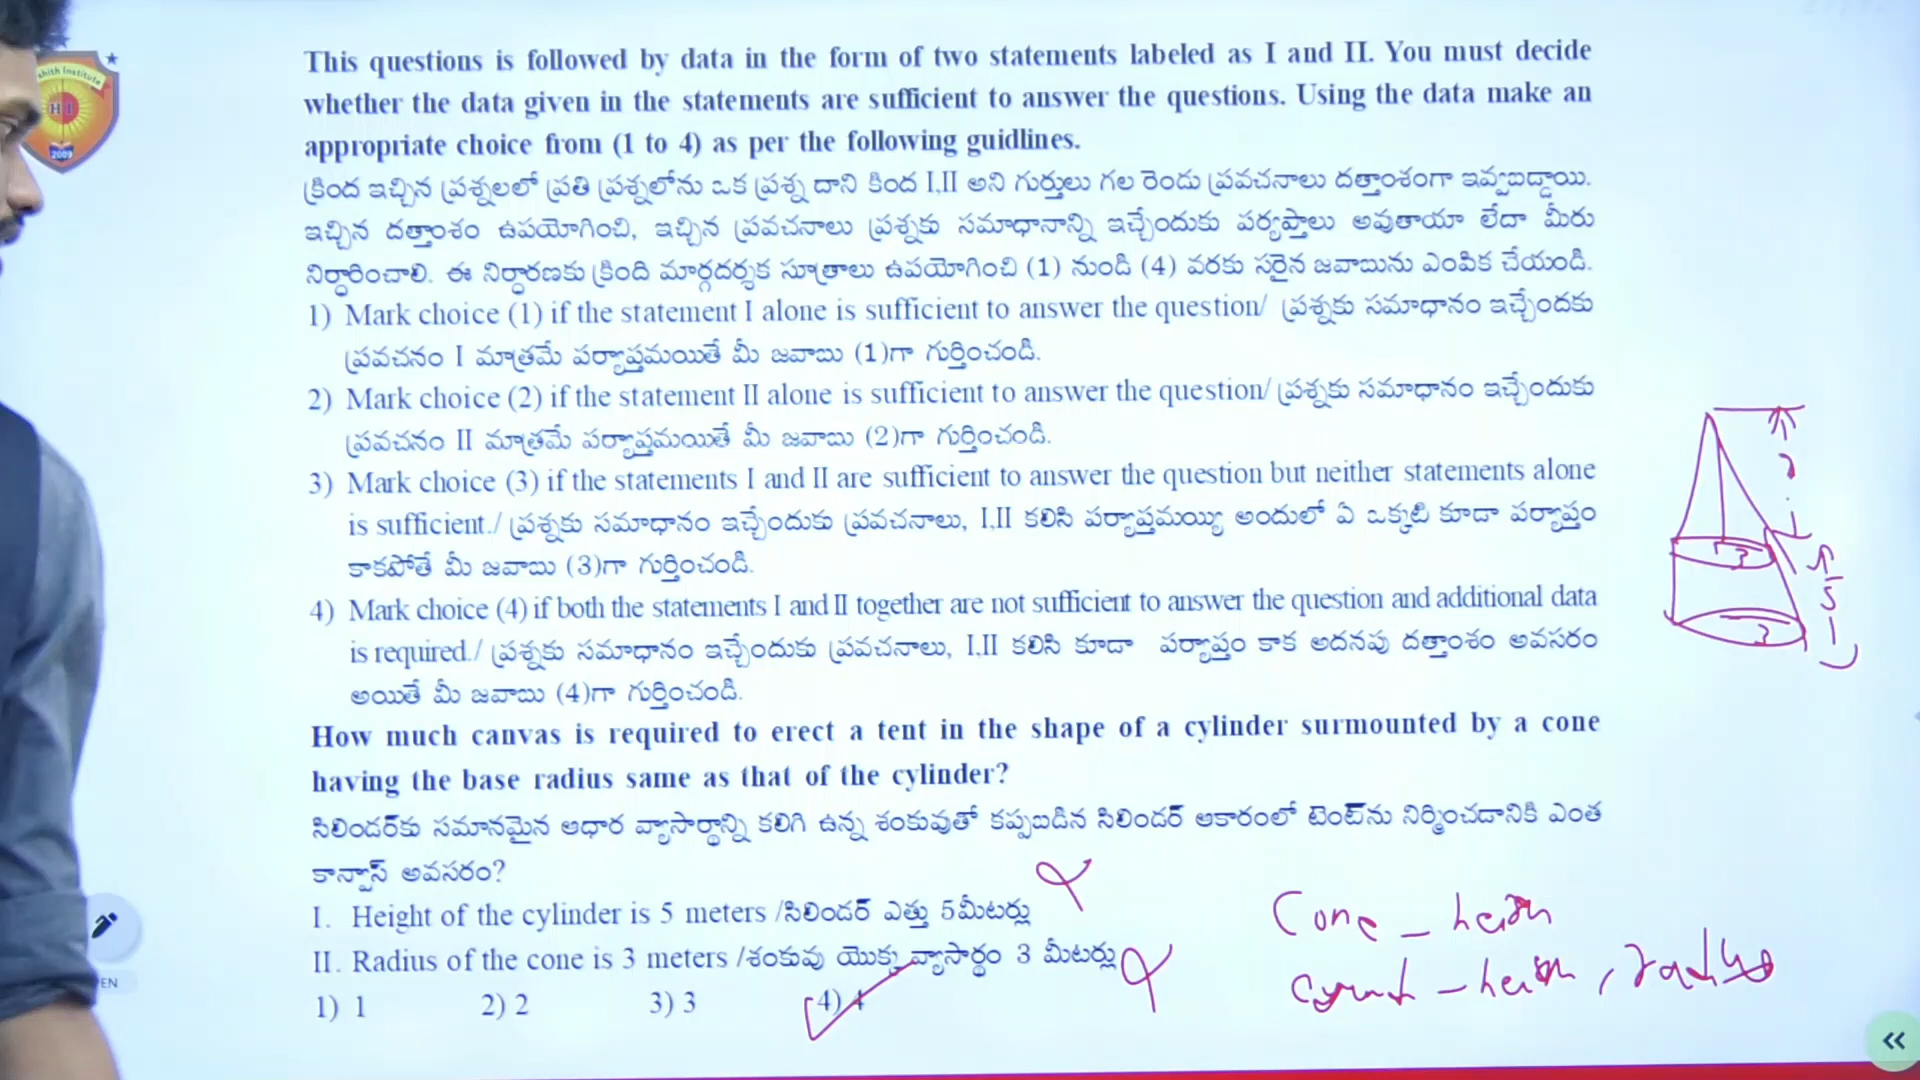 This questions is followed by data in the form of two statements labeled as I and II. You must decide
whether the data given in the statements are sufficient to answer the questions. Using the data make an
appropriate choice from (1 to 4) as per the following guidlines.
క్రింద ఇచ్చిన ప్రశ్నలలో ప్రతి ప్రశ్నలోను ఒక ప్రశ్న దాని కింద I,II అని గుర్తులు గల రెండు ప్రవచనాలు దత్తాంశంగా ఇవ్వబడ్డాయి.
ఇచ్చిన దత్తాంశం ఉపయోగించి, ఇచ్చిన ప్రవచనాలు ప్రశ్నకు సమాధానాన్ని ఇచ్చేందుకు పర్యప్తాలు అవుతాయా లేదా మీరు
నిర్ధారించాలి. ఈ నిర్ధారణకు క్రింది మార్గదర్శక సూత్రాలు ఉపయోగించి (1) నుండి (4) వరకు సరైన జవాబును ఎంపిక చేయండి.
1) Mark choice (1) if the statement I alone is sufficient to answer the question/ ప్రశ్నకు సమాధానం ఇచ్చేందకు
ప్రవచనం I మాత్రమే పర్యాప్తమయితే మీ జవాబు (1)గా గుర్తించండి.
2) Mark choice (2) if the statement II alone is sufficient to answer the question/ ప్రశ్నకు సమాధానం ఇచ్చేందుకు
ప్రవచనం II మాత్రమే పర్యాప్తమయితే మీ జవాబు (2)గా గుర్తించండి.
3) Mark choice (3) if the statements I and II are sufficient to answer the question but neither statements alone
is sufficient./ ప్రశ్నకు సమాధానం ఇచ్చేందుకు ప్రవచనాలు, I,II కలిసి పర్యాప్తమయ్యి అందులో ఏ ఒక్కటి కూడా పర్యాప్తం
కాకపోతే మీ జవాబు (3)గా గుర్తించండి.
4) Mark choice (4) if both the statements I and II together are not sufficient to answer the question and additional data
is required./ ప్రశ్నకు సమాధానం ఇచ్చేందుకు ప్రవచనాలు, I,II కలిసి కూడా పర్యాప్తం కాక అదనపు దత్తాంశం అవసరం
అయితే మీ జవాబు (4)గా గుర్తించండి.
How much canvas is required to erect a tent in the shape of a cylinder surmounted by a cone
having the base radius same as that of the cylinder?
సిలిండర్‌కు సమానమైన ఆధార వ్యాసార్థాన్ని కలిగి ఉన్న శంకువుతో కప్పబడిన సిలిండర్ ఆకారంలో టెంట్‌ను నిర్మించడానికి ఎంత
కాన్వాస్ అవసరం?
I. Height of the cylinder is 5 meters /సిలిండర్ ఎత్తు 5మీటర్లు
II. Radius of the cone is 3 meters /శంకువు యొక్క వ్యాసార్థం 3 మీటర్లు
1) 1 2) 2 3) 3 4) 4
3
5
3
Cone -
radius
HI
2009
EN